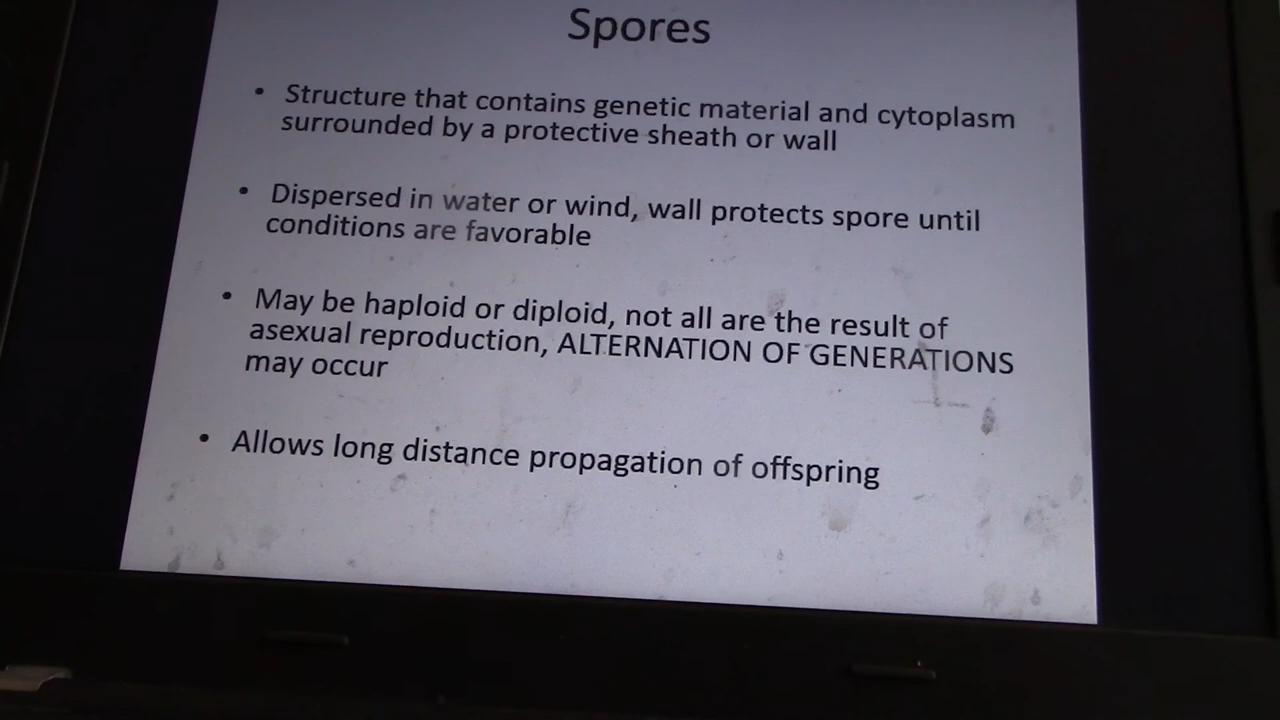 Spores
• Structure that contains genetic material and cytoplasm
surrounded by a protective sheath or wall
• Dispersed in water or wind, wall protects spore until
conditions are favorable
• May be haploid or diploid, not all are the result of
asexual reproduction, ALTERNATION OF GENERATIONS
may occur
• Allows long distance propagation of offspring